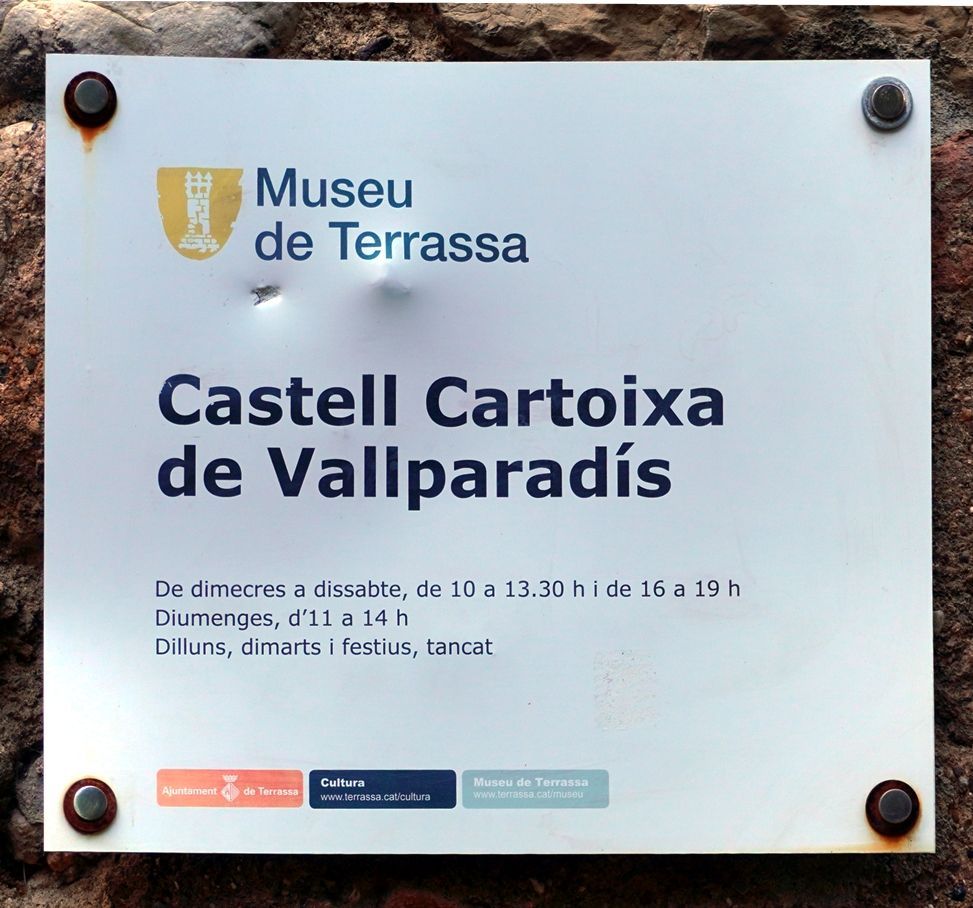 Museu
de Terrassa
Castell Cartoixa
de Vallparadís
De dimecres a dissabte, de 10 a 13.30 h i de 16 a 19 h
Diumenges, d'11 a 14 h
Dilluns, dimarts i festius, tancat
Ajuntament de Terrassa
Cultura
www.terrassa.cat/cultura
Museu de Terrassa
www.terrassa.cat/museu